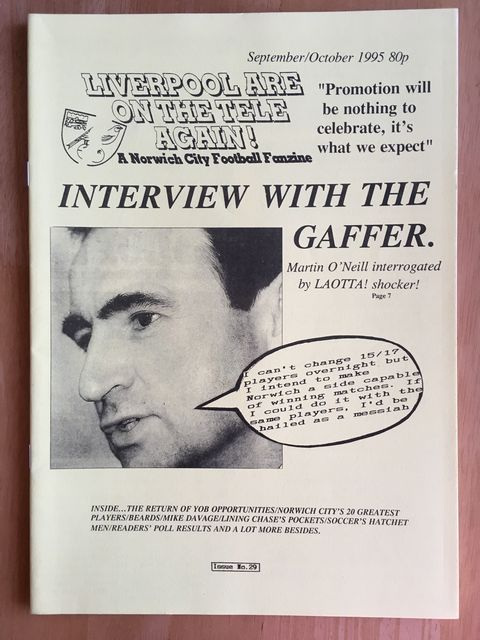 September/October 1995 80p
LIVERPOOL ARE
ON THE TELE
AGAIN!
A Norwich City Football Fanzine
"Promotion will
be nothing to
celebrate, it's
what we expect"
INTERVIEW WITH THE
GAFFER.
Martin O'Neill interrogated
by LAOTTA! shocker!
Page 7
I can't change 15/17
players overnight but
I intend to make
Norwich a side capable
of winning matches. If
I could do it with the
same players, I'd be
hailed as a messiah
INSIDE...THE RETURN OF YOB OPPORTUNITIES/NORWICH CITY'S 20 GREATEST
PLAYERS/BEARDS/MIKE DAVAGE/LINING CHASE'S POCKETS/SOCCER'S HATCHET
MEN/READERS' POLL RESULTS AND A LOT MORE BESIDES.
Issue No.29